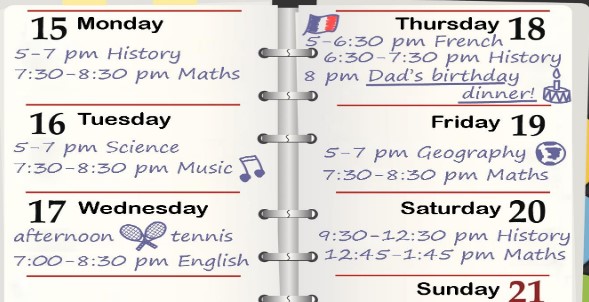 15 Monday
5-7 pm History
7:30-8:30 pm Maths
16 Tuesday
5-7 pm Science
7:30-8:30 pm Music
17 Wednesday
afternoon tennis
7:00-8:30 pm English
Thursday 18
5-6:30 pm French
6:30-7:30 pm History
8 pm Dad's birthday
dinner!
Friday 19
5-7 pm Geography
7:30-8:30 pm Maths
Saturday 20
9:30-12:30 pm History
12:45-1:45 pm Maths
Sunday 21